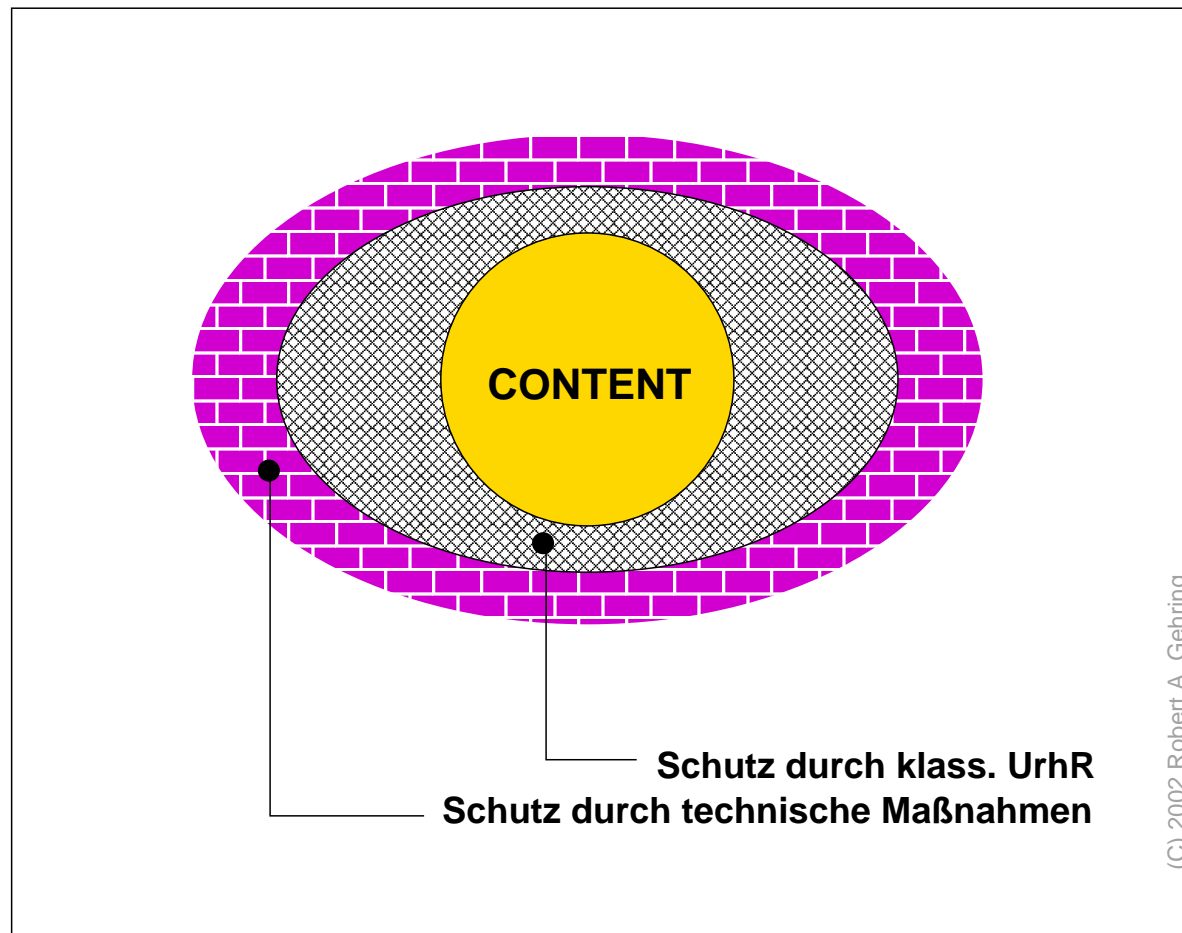 CONTENT
Schutz durch klass. UrhR
Schutz durch technische Maßnahmen
(C) 2002 Robert A. Gehring